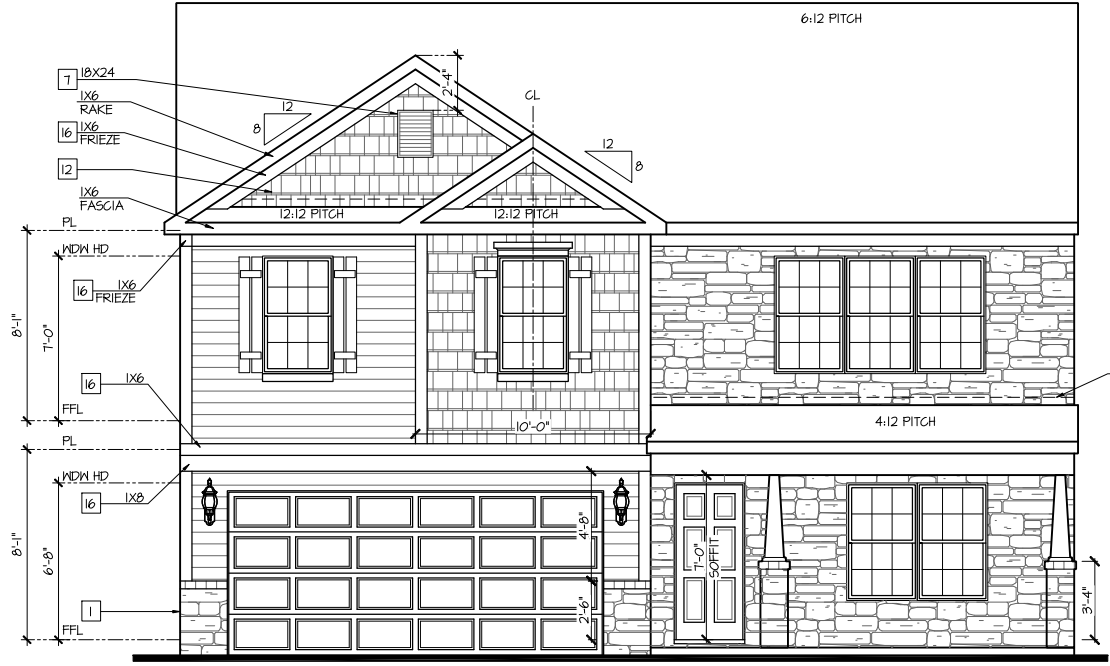 6:12 PITCH
7 18X24
2'-4"
CL
1X6
RAKE
12
8
16 1X6
FRIEZE
12
8
12
1X6
FASCIA
12:12 PITCH
12:12 PITCH
PL
WDW HD
16 1X6
FRIEZE
8'-1"
7'-0"
16 1X6
FFL
10'-0"
4:12 PITCH
PL
WDW HD
16 1X8
4'-8"
8'-1"
6'-8"
7'-0"
SOFFIT
2'-6"
3'-4"
1
FFL